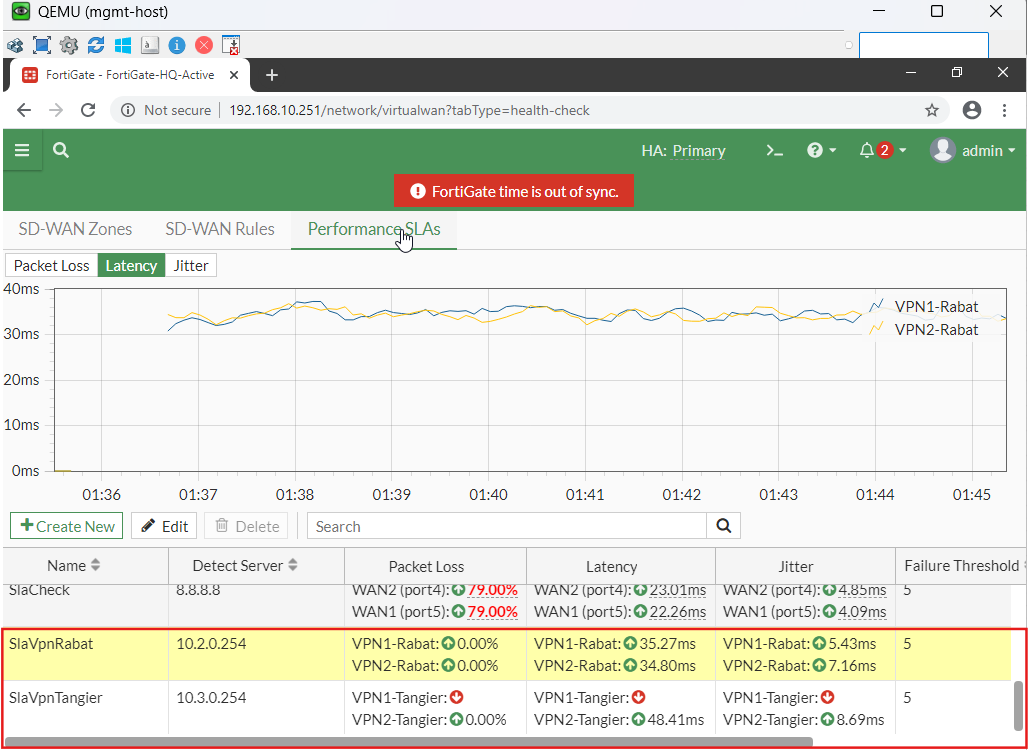 QEMU (mgmt-host)
FortiGate - FortiGate-HQ-Active
Not secure 192.168.10.251/network/virtualwan?tabType=health-check
HA: Primary >_ ? 2 admin
FortiGate time is out of sync.
SD-WAN Zones SD-WAN Rules Performance SLAs
Packet Loss Latency Jitter
40ms
VPN1-Rabat
VPN2-Rabat
30ms
20ms
10ms
0ms
01:36 01:37 01:38 01:39 01:40 01:41 01:42 01:43 01:44 01:45
+Create New Edit Delete Search
Name Detect Server Packet Loss Latency Jitter Failure Threshold
SlaCheck 8.8.8.8 WAN2 (port4): 79.00% WAN2 (port4): 23.01ms WAN2 (port4): 4.85ms 5
WAN1 (port5): 79.00% WAN1 (port5): 22.26ms WAN1 (port5): 4.09ms
SlaVpnRabat 10.2.0.254 VPN1-Rabat: 0.00% VPN1-Rabat: 35.27ms VPN1-Rabat: 5.43ms 5
VPN2-Rabat: 0.00% VPN2-Rabat: 34.80ms VPN2-Rabat: 7.16ms
SlaVpnTangier 10.3.0.254 VPN1-Tangier: VPN1-Tangier: VPN1-Tangier: 5
VPN2-Tangier: 0.00% VPN2-Tangier: 48.41ms VPN2-Tangier: 8.69ms